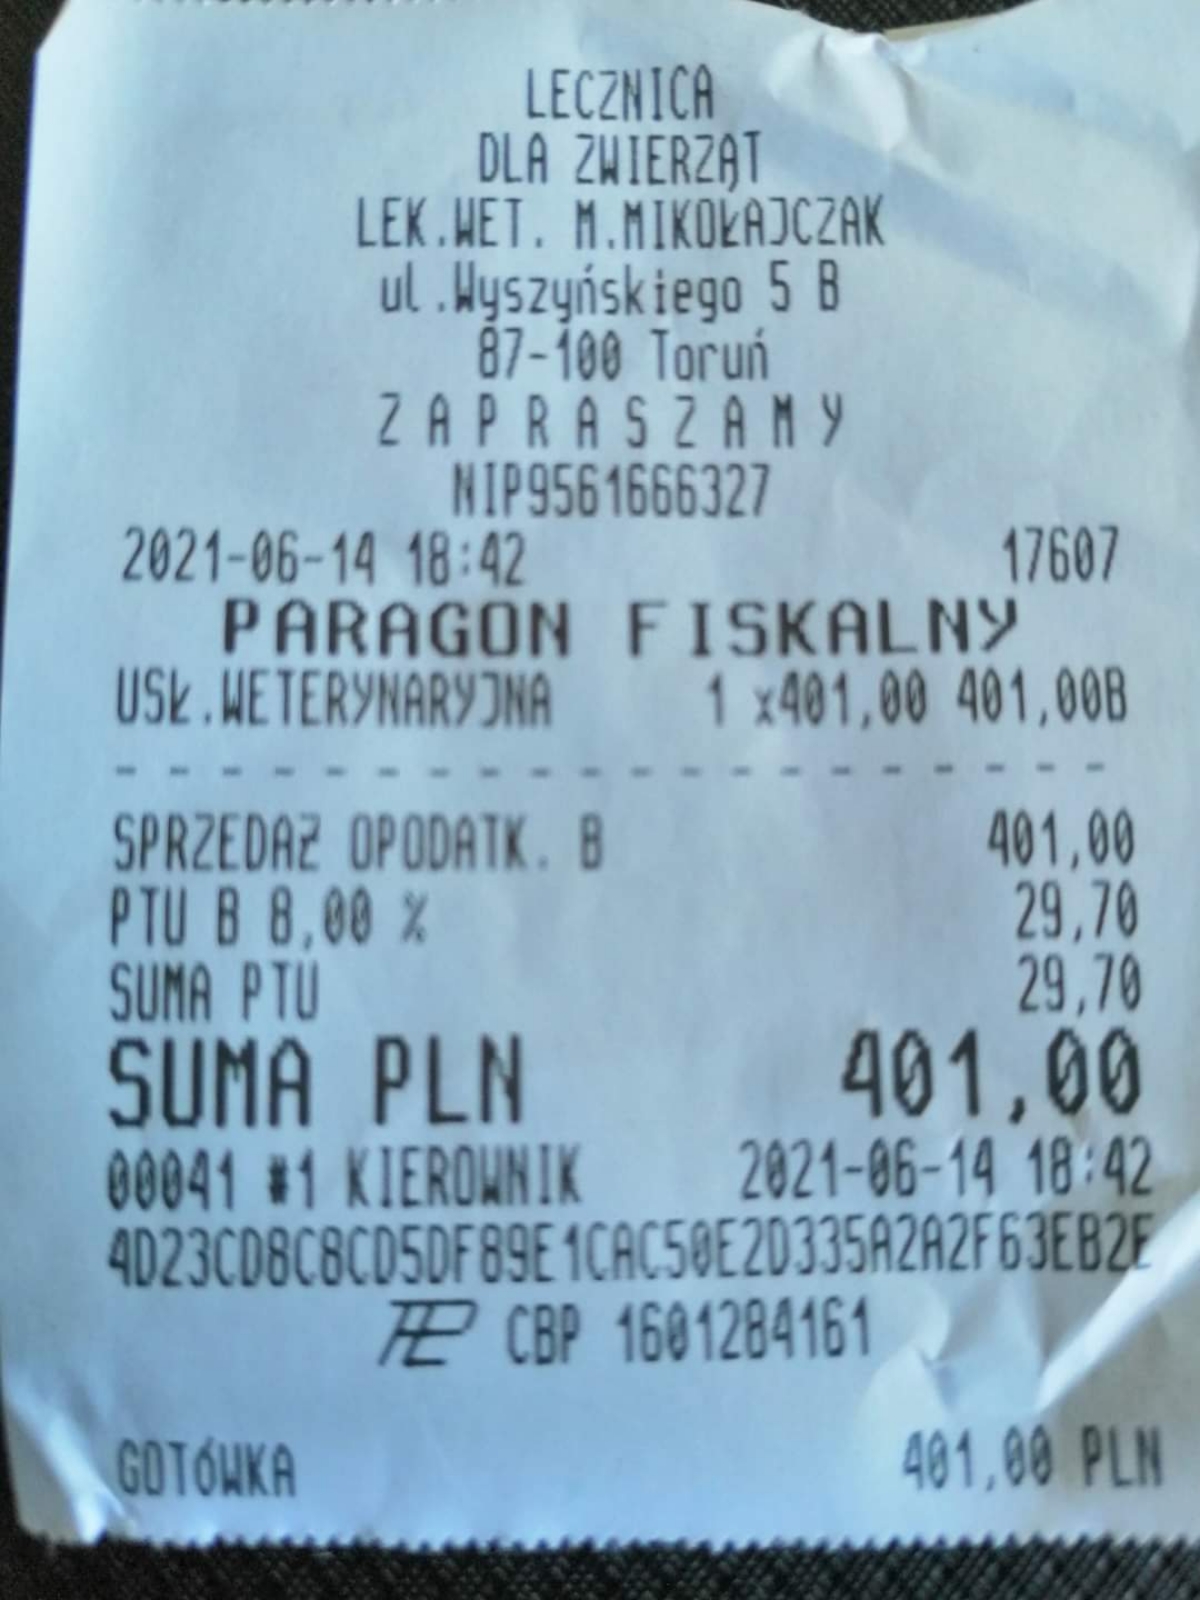 LECZNICA
DLA ZWIERZĄT
LEK.WET. M.MIKOŁAJCZAK
ul.Wyszyńskiego 5 B
87-100 Toruń
Z A P R A S Z A M Y
NIP9561666327
2021-06-14 18:42 17607
PARAGON FISKALNY
USŁ.WETERYNARYJNA 1 x401,00 401,00B
- - - - - - - - - - - - - - - - - - - -
SPRZEDAŻ OPODATK. B 401,00
PTU B 8,00 % 29,70
SUMA PTU 29,70
SUMA PLN 401,00
00041 #1 KIEROWNIK 2021-06-14 18:42
4D23CD8C8CD5DF89E1CAC50E2D335A2A2F63EB2E
PL CBP 1601284161
GOTÓWKA 401,00 PLN